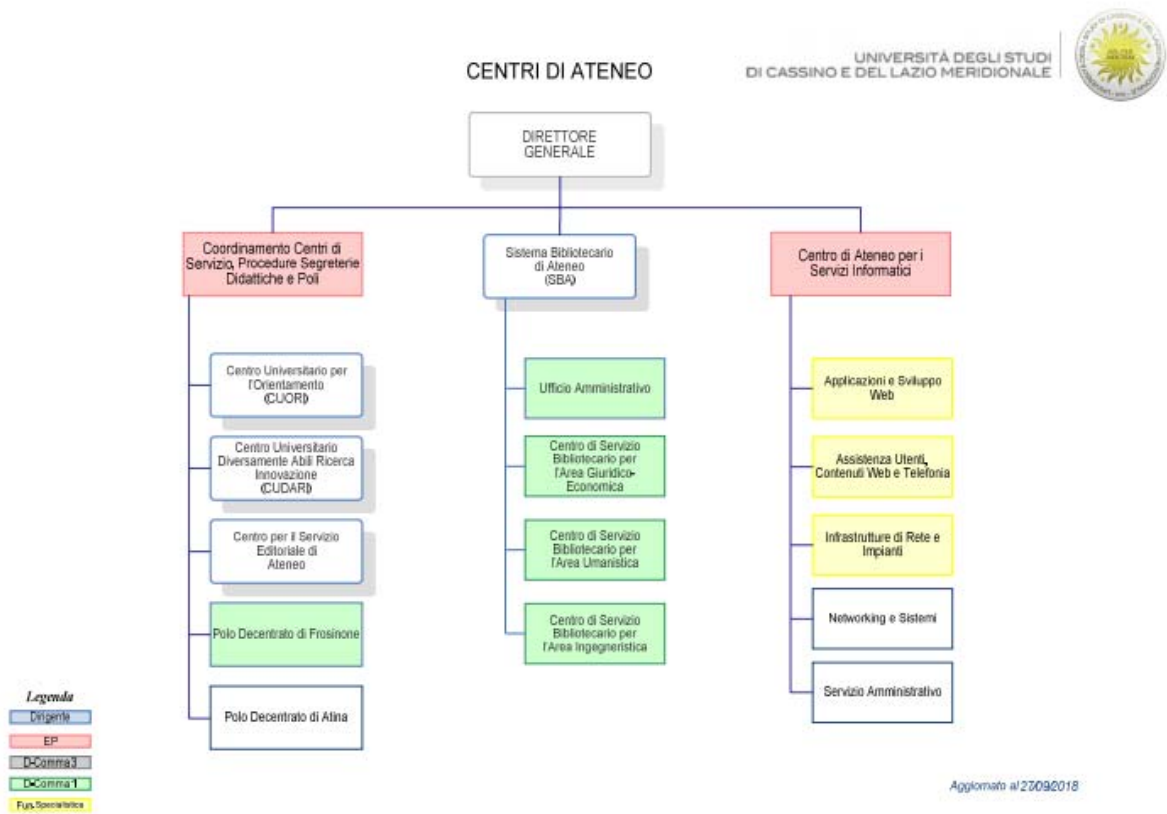 UNIVERSITÀ DEGLI STUDI
DI CASSINO E DEL LAZIO MERIDIONALE
CENTRI DI ATENEO
DIRETTORE
GENERALE
Coordinamento Centri di
Servizio, Procedure Segreterie
Didattiche e Poli
Sistema Bibliotecario
di Ateneo
(SBA)
Centro di Ateneo per i
Servizi Informatici
Centro Universitario per
l'Orientamento
(CUORI)
Centro Universitario
Diversamente Abili Ricerca
Innovazione
(CUDARI)
Centro per il Servizio
Editoriale di
Ateneo
Polo Decentrato di Frosinone
Polo Decentrato di Atina
Ufficio Amministrativo
Centro di Servizio
Bibliotecario per
l'Area Giuridico-
Economica
Centro di Servizio
Bibliotecario per
l'Area Umanistica
Centro di Servizio
Bibliotecario per
l'Area Ingegneristica
Applicazioni e Sviluppo
Web
Assistenza Utenti,
Contenuti Web e Telefonia
Infrastrutture di Rete e
Impianti
Networking e Sistemi
Servizio Amministrativo
Legenda
Dirigente
EP
D-Comma3
D-Comma1
Fun. Specialistica
Aggiornato al 27/09/2018